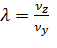 λ = ν_z / ν_y